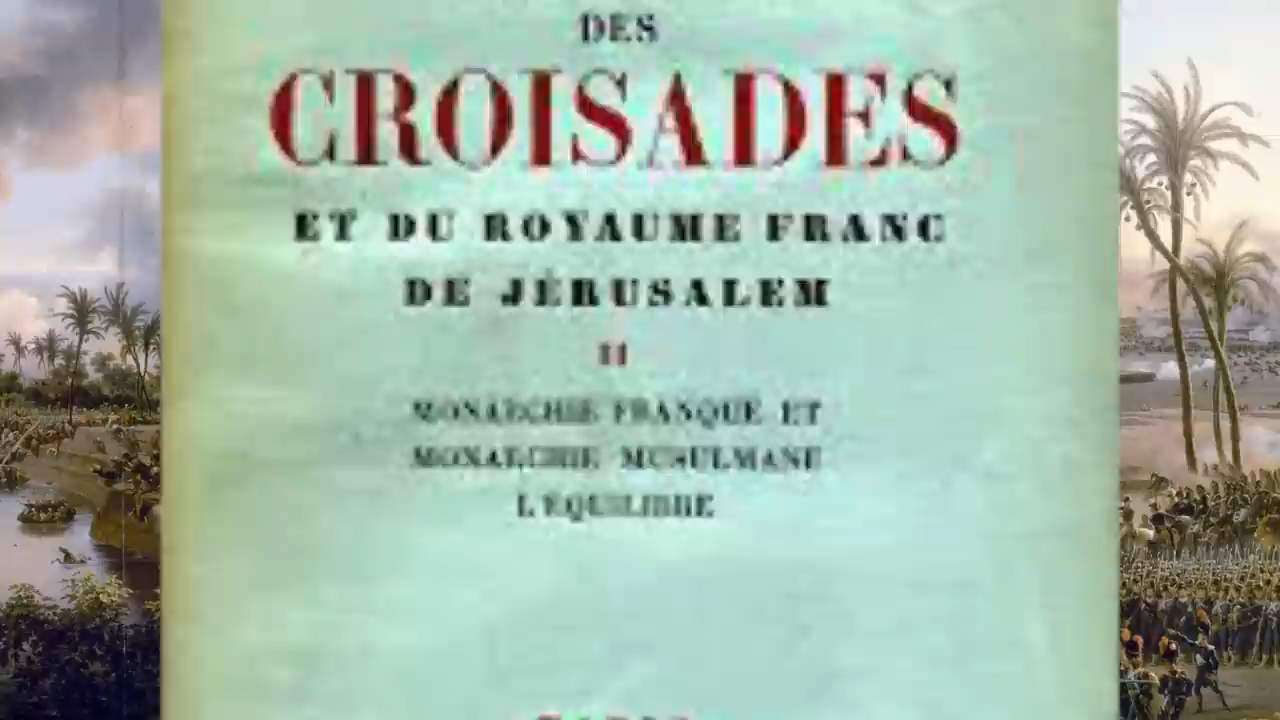 DES
CROISADES
ET DU ROYAUME FRANC
DE JÉRUSALEM
II
MONARCHIE FRANQUE ET
MONARCHIE MUSULMANE
L'ÉQUILIBRE